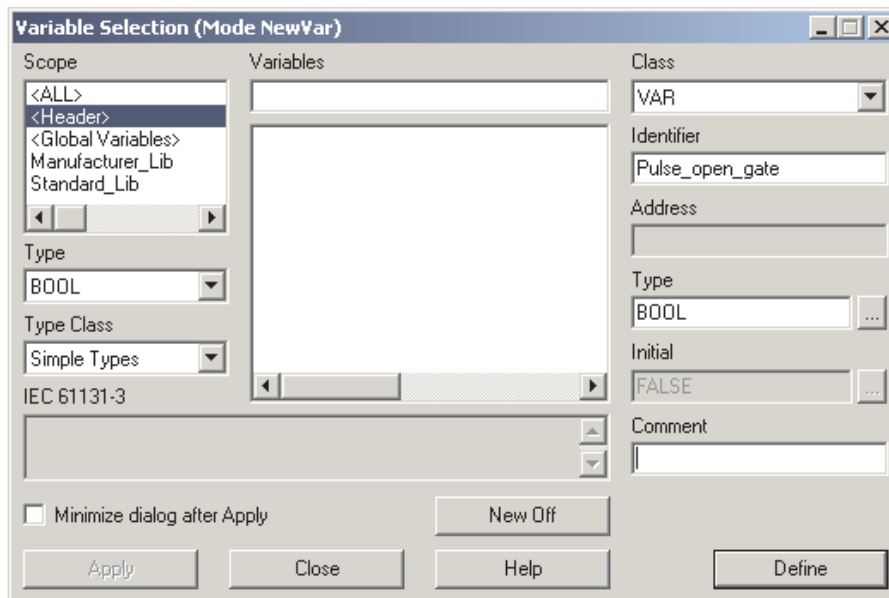 Variable Selection (Mode NewVar)
Scope
<ALL>
<Header>
<Global Variables>
Manufacturer_Lib
Standard_Lib
Type
BOOL
Type Class
Simple Types
IEC 61131-3
Variables
Class
VAR
Identifier
Pulse_open_gate
Address
Type
BOOL
...
Initial
FALSE
...
Comment
Minimize dialog after Apply
New Off
Apply
Close
Help
Define